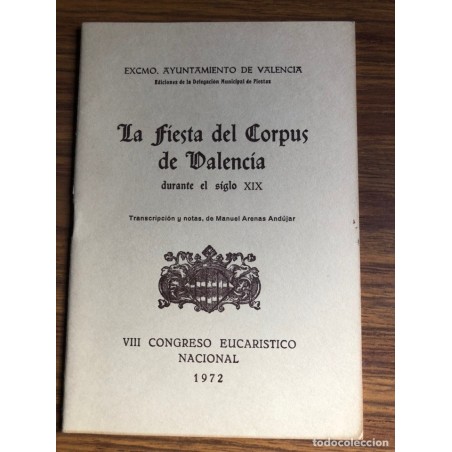 EXCMO. AYUNTAMIENTO DE VALENCIA
Ediciones de la Delegación Municipal de Fiestas
La Fiesta del Corpus
de Valencia
durante el siglo XIX
Transcripción y notas, de Manuel Arenas Andújar
VIII CONGRESO EUCARISTICO
NACIONAL
1972
todocoleccion